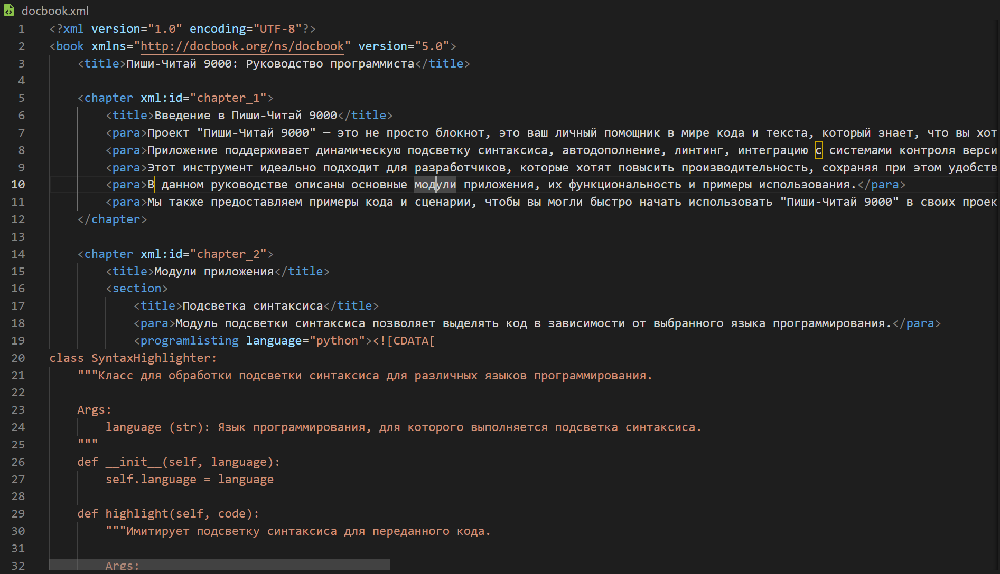 docbook.xml
1 <?xml version="1.0" encoding="UTF-8"?>
2 <book xmlns="http://docbook.org/ns/docbook" version="5.0">
3 <title>Пиши-Читай 9000: Руководство программиста</title>
4
5 <chapter xml:id="chapter_1">
6 <title>Введение в Пиши-Читай 9000</title>
7 <para>Проект "Пиши-Читай 9000" — это не просто блокнот, это ваш личный помощник в мире кода и текста, который знает, что вы хот
8 <para>Приложение поддерживает динамическую подсветку синтаксиса, автодополнение, линтинг, интеграцию с системами контроля верси
9 <para>Этот инструмент идеально подходит для разработчиков, которые хотят повысить производительность, сохраняя при этом удобств
10 <para>В данном руководстве описаны основные модули приложения, их функциональность и примеры использования.</para>
11 <para>Мы также предоставляем примеры кода и сценарии, чтобы вы могли быстро начать использовать "Пиши-Читай 9000" в своих проек
12 </chapter>
13
14 <chapter xml:id="chapter_2">
15 <title>Модули приложения</title>
16 <section>
17 <title>Подсветка синтаксиса</title>
18 <para>Модуль подсветки синтаксиса позволяет выделять код в зависимости от выбранного языка программирования.</para>
19 <programlisting language="python"><![CDATA[
20 class SyntaxHighlighter:
21 """Класс для обработки подсветки синтаксиса для различных языков программирования.
22
23 Args:
24 language (str): Язык программирования, для которого выполняется подсветка синтаксиса.
25 """
26 def __init__(self, language):
27 self.language = language
28
29 def highlight(self, code):
30 """Имитирует подсветку синтаксиса для переданного кода.
31
32 Args: